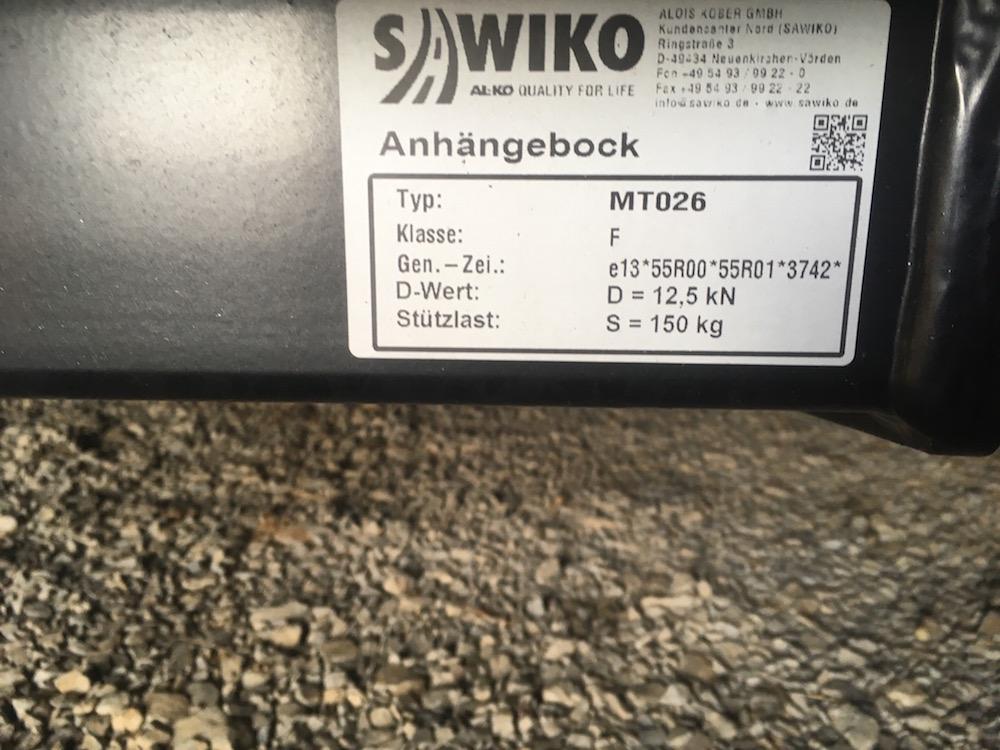 SAWIKO
AL-KO QUALITY FOR LIFE
ALOIS KOBER GMBH
Kundencenter Nord (SAWIKO)
Ringstraße 3
D-49434 Neuenkirchen-Vörden
Fon +49 54 93 / 99 22 - 0
Fax +49 54 93 / 99 22 - 22
info@sawiko.de - www.sawiko.de
Anhängebock
Typ: MT026
Klasse: F
Gen.-Zei.: e13*55R00*55R01*3742*
D-Wert: D = 12,5 kN
Stützlast: S = 150 kg